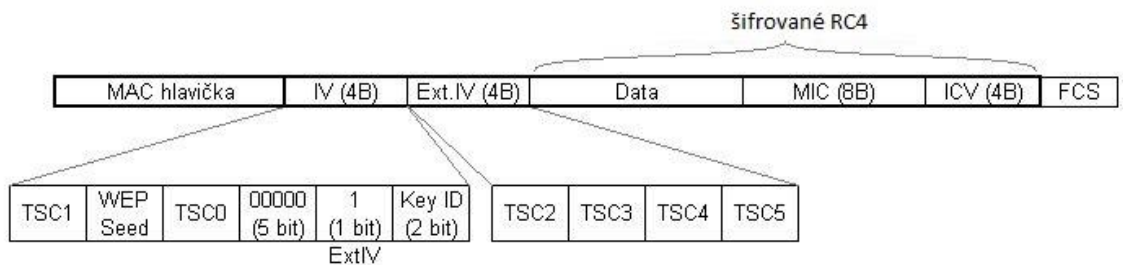 šifrované RC4
MAC hlavička IV (4B) Ext.IV (4B) Data MIC (8B) ICV (4B) FCS
TSC1 WEP Seed TSC0 00000 (5 bit) 1 (1 bit) Key ID (2 bit) TSC2 TSC3 TSC4 TSC5
ExtIV